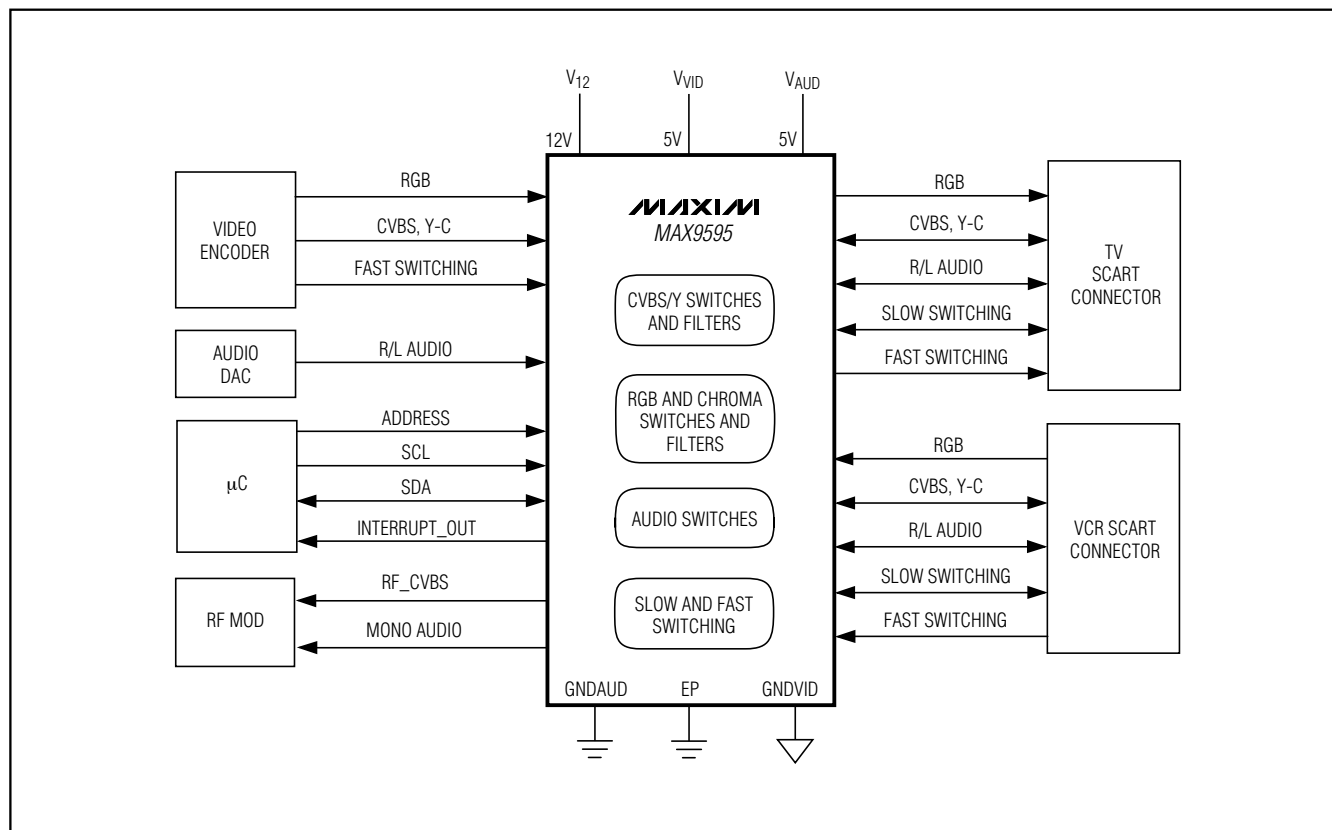 V12
VVID
VAUD
12V
5V
5V
VIDEO
ENCODER
RGB
CVBS, Y-C
FAST SWITCHING
AUDIO
DAC
R/L AUDIO
µC
ADDRESS
SCL
SDA
INTERRUPT_OUT
RF MOD
RF_CVBS
MONO AUDIO
MAXIM
MAX9595
CVBS/Y SWITCHES
AND FILTERS
RGB AND CHROMA
SWITCHES AND
FILTERS
AUDIO SWITCHES
SLOW AND FAST
SWITCHING
GNDAUD
EP
GNDVID
RGB
CVBS, Y-C
R/L AUDIO
SLOW SWITCHING
FAST SWITCHING
TV
SCART
CONNECTOR
RGB
CVBS, Y-C
R/L AUDIO
SLOW SWITCHING
FAST SWITCHING
VCR SCART
CONNECTOR